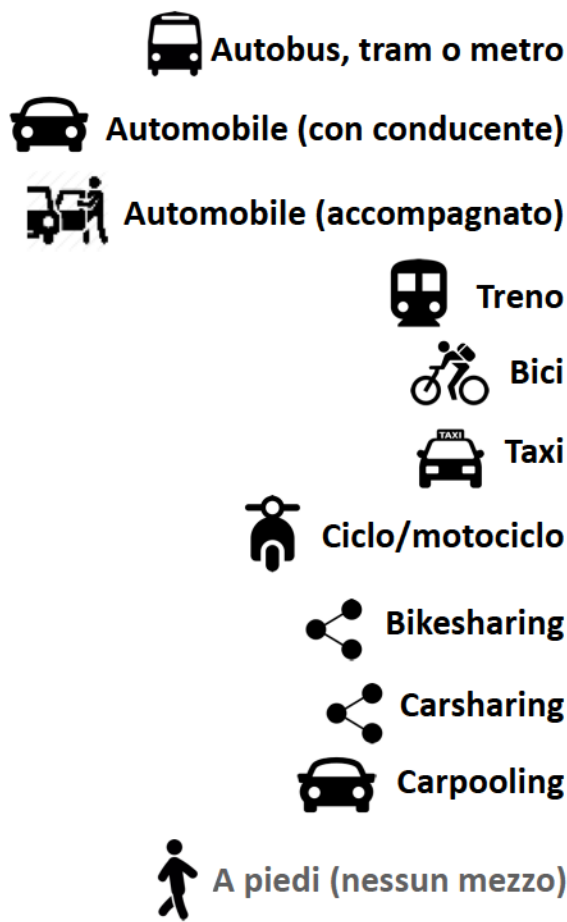 Autobus, tram o metro
Automobile (con conducente)
Automobile (accompagnato)
Treno
Bici
TAXI
Taxi
Ciclo/motociclo
Bikesharing
Carsharing
Carpooling
A piedi (nessun mezzo)